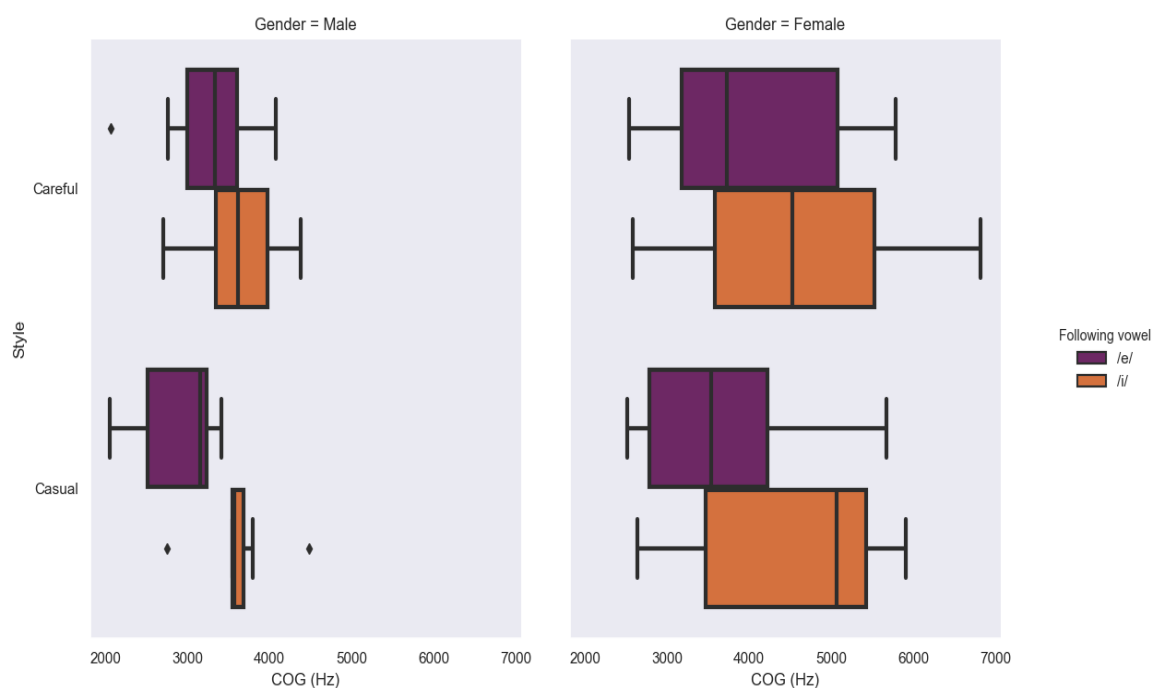 Gender = Male
Gender = Female
Careful
Style
Casual
Following vowel
/e/
/i/
2000 3000 4000 5000 6000 7000
COG (Hz)
2000 3000 4000 5000 6000 7000
COG (Hz)